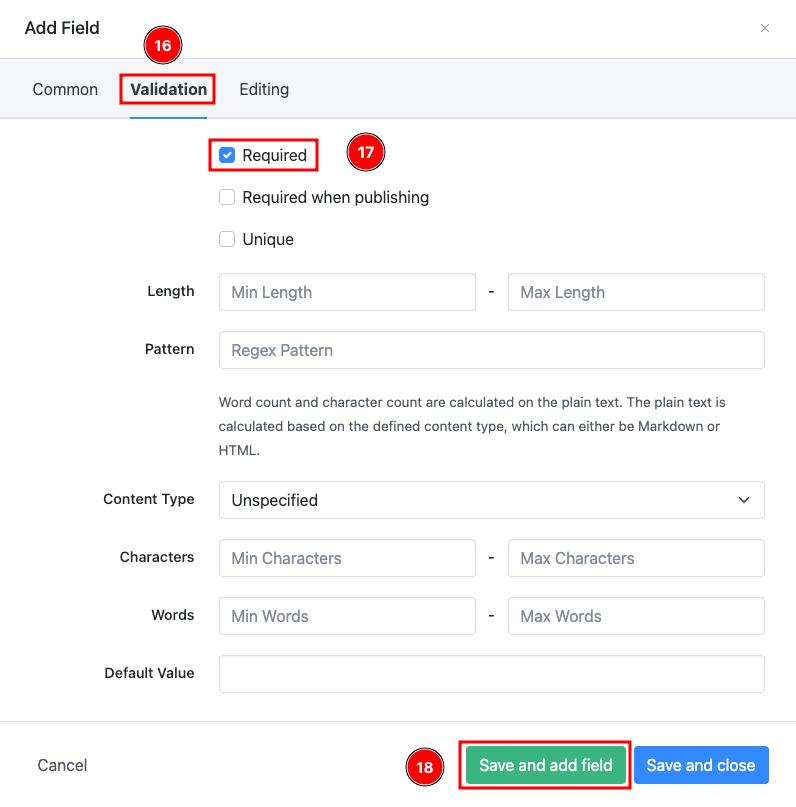 Add Field
×
16
Common Validation Editing
Required 17
Required when publishing
Unique
Length Min Length - Max Length
Pattern Regex Pattern
Word count and character count are calculated on the plain text. The plain text is
calculated based on the defined content type, which can either be Markdown or
HTML.
Content Type Unspecified
Characters Min Characters - Max Characters
Words Min Words - Max Words
Default Value
Cancel 18 Save and add field Save and close